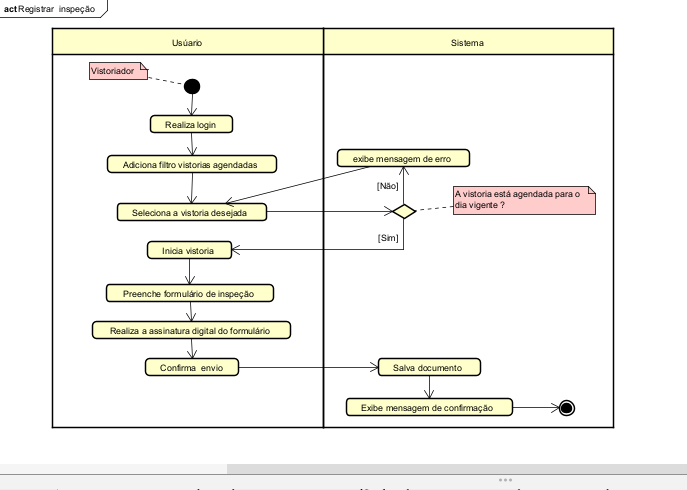 act Registrar inspeção
Usúario
Sistema
Vistoriador
Realiza login
Adiciona filtro vistorias agendadas
exibe mensagem de erro
[Não]
A vistoria está agendada para o
dia vigente ?
Seleciona a vistoria desejada
[Sim]
Inicia vistoria
Preenche formulário de inspeção
Realiza a assinatura digital do formulário
Confirma envio
Salva documento
Exibe mensagem de confirmação